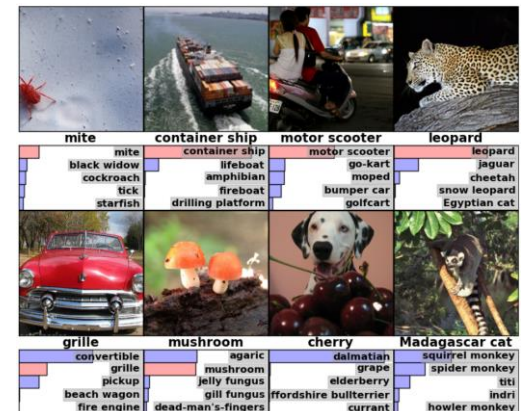 mite
container ship
motor scooter
leopard
mite
black widow
cockroach
tick
starfish
container ship
lifeboat
amphibian
fireboat
drilling platform
motor scooter
go-kart
moped
bumper car
golfcart
leopard
jaguar
cheetah
snow leopard
Egyptian cat
grille
mushroom
cherry
Madagascar cat
convertible
grille
pickup
beach wagon
fire engine
agaric
mushroom
jelly fungus
gill fungus
dead-man's-fingers
dalmatian
grape
elderberry
ffordshire bullterrier
currant
squirrel monkey
spider monkey
titi
indri
howler monkey